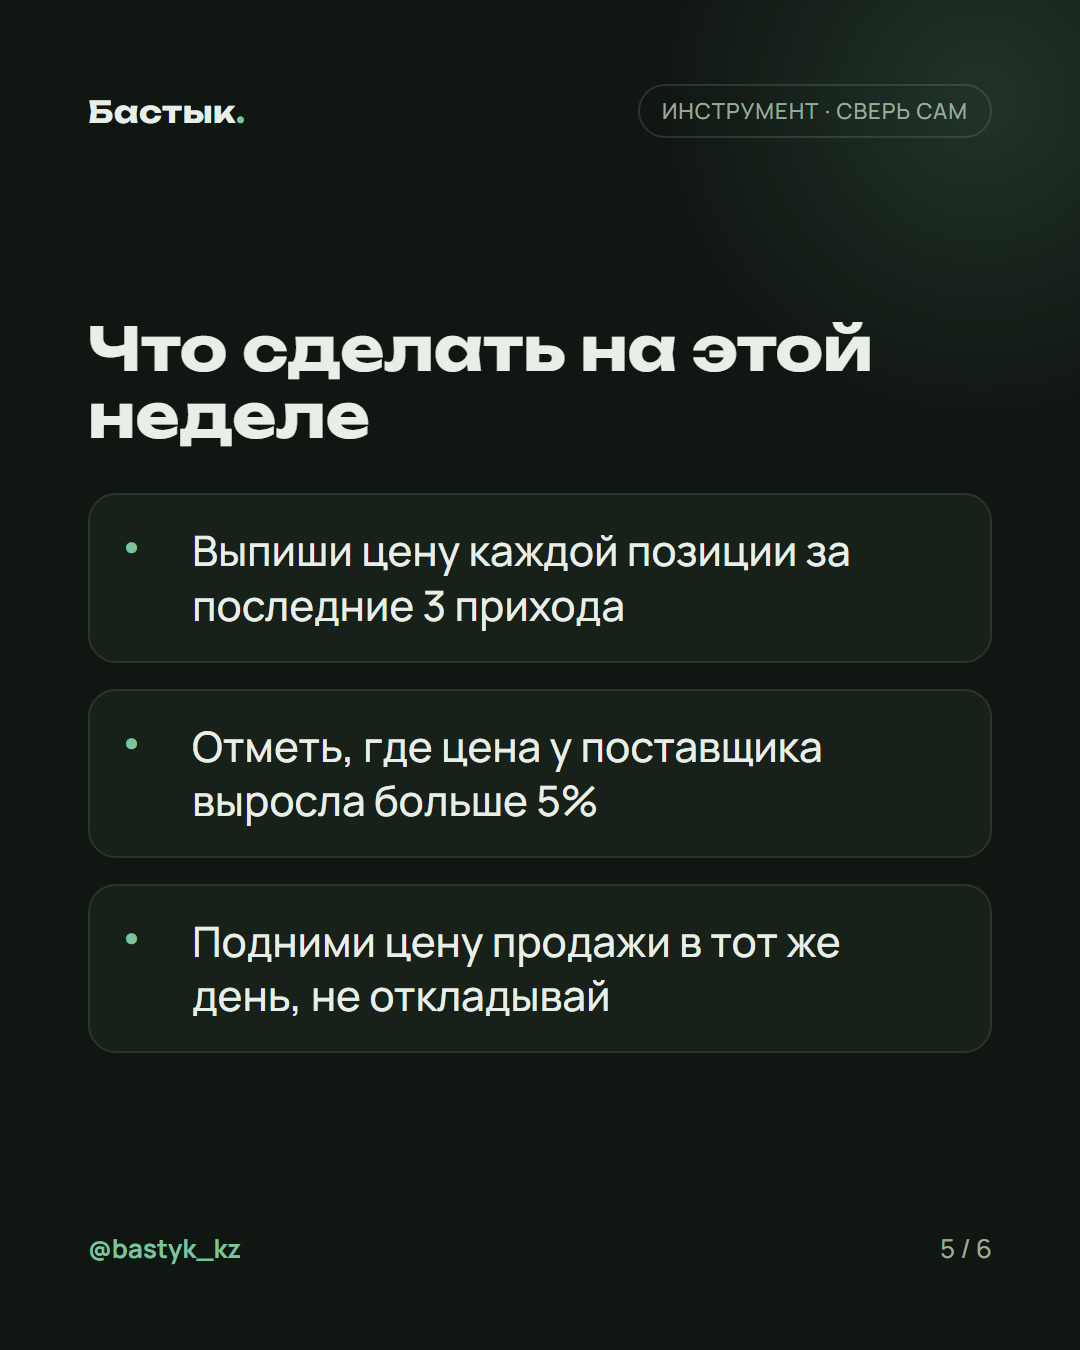 Бастык.
ИНСТРУМЕНТ · СВЕРЬ САМ
Что сделать на этой
неделе
• Выпиши цену каждой позиции за
последние 3 прихода
• Отметь, где цена у поставщика
выросла больше 5%
• Подними цену продажи в тот же
день, не откладывай
@bastyk_kz
5 / 6